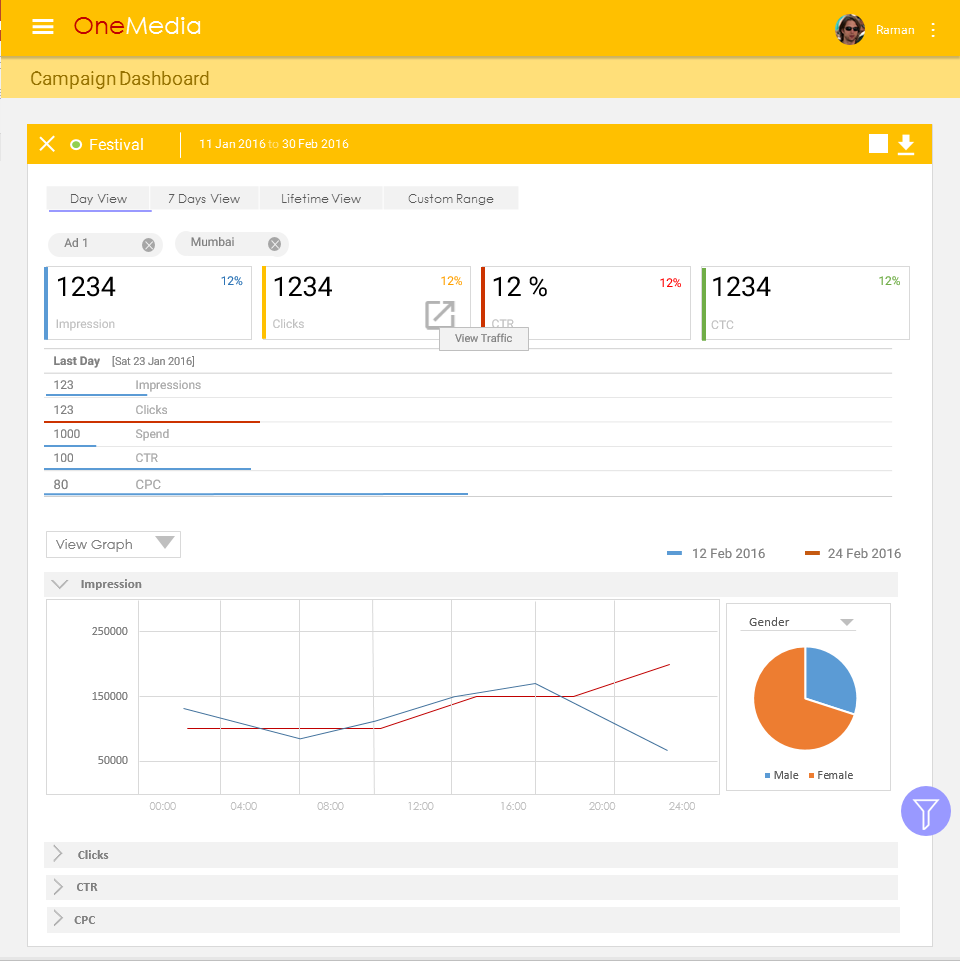 OneMedia
Raman
Campaign Dashboard
Festival
11 Jan 2016 to 30 Feb 2016
Day View
7 Days View
Lifetime View
Custom Range
Ad 1
Mumbai
1234
12%
Impression
1234
12%
Clicks
12 %
12%
CTR
1234
12%
CTC
View Traffic
Last Day [Sat 23 Jan 2016]
123 Impressions
123 Clicks
1000 Spend
100 CTR
80 CPC
View Graph
12 Feb 2016
24 Feb 2016
Impression
250000
150000
50000
00:00 04:00 08:00 12:00 16:00 20:00 24:00
Gender
Male Female
Clicks
CTR
CPC